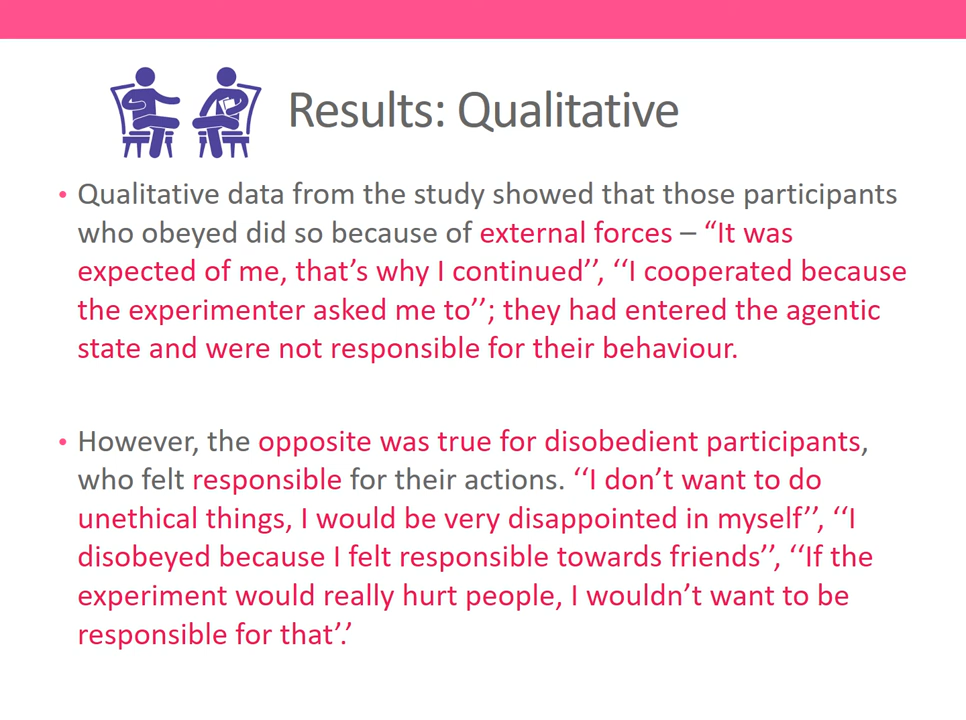 Results: Qualitative
• Qualitative data from the study showed that those participants
who obeyed did so because of external forces – “It was
expected of me, that’s why I continued’’, ‘‘I cooperated because
the experimenter asked me to’’; they had entered the agentic
state and were not responsible for their behaviour.
• However, the opposite was true for disobedient participants,
who felt responsible for their actions. ‘‘I don’t want to do
unethical things, I would be very disappointed in myself’’, ‘‘I
disobeyed because I felt responsible towards friends’’, ‘‘If the
experiment would really hurt people, I wouldn’t want to be
responsible for that’.’